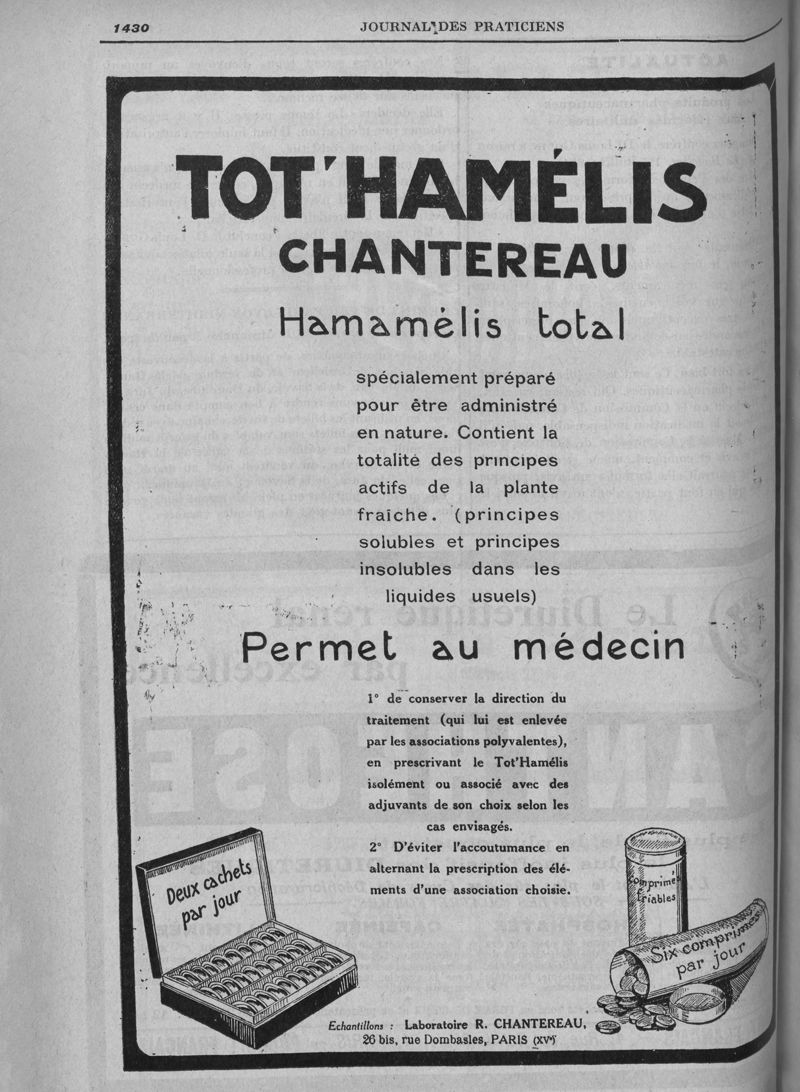 1430
JOURNAL DES PRATICIENS
TOT'HAMÉLIS
CHANTEREAU
Hamamélis total
spécialement préparé
pour être administré
en nature. Contient la
totalité des principes
actifs de la plante
fraîche. (principes
solubles et principes
insolubles dans les
liquides usuels)
Permet au médecin
1° de conserver la direction du
traitement (qui lui est enlevée
par les associations polyvalentes),
en prescrivant le Tot'Hamélis
isolément ou associé avec des
adjuvants de son choix selon les
cas envisagés.
2° D'éviter l'accoutumance en
alternant la prescription des élé-
ments d'une association choisie.
Deux cachets
par jour
Comprimés
friables
Six comprimés
par jour
Echantillons : Laboratoire R. CHANTEREAU,
26 bis, rue Dombasles, PARIS (XVᵉ)